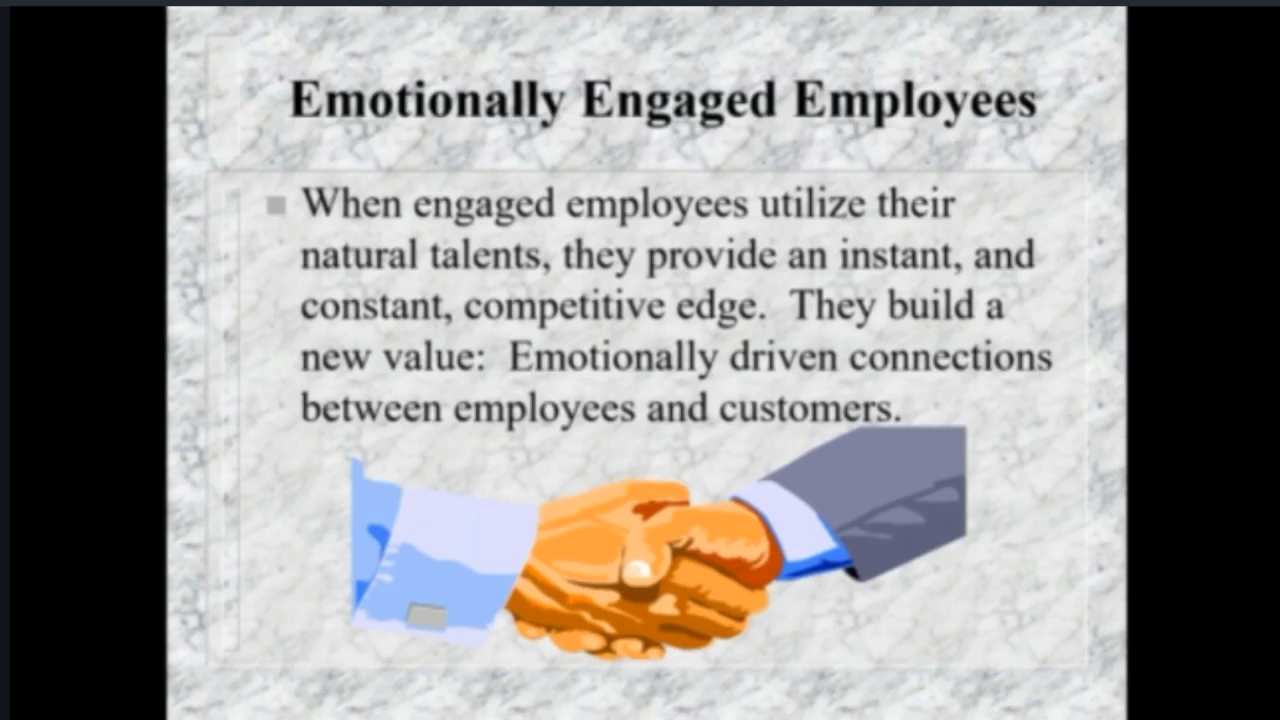 Emotionally Engaged Employees
When engaged employees utilize their
natural talents, they provide an instant, and
constant, competitive edge.  They build a
new value:  Emotionally driven connections
between employees and customers.